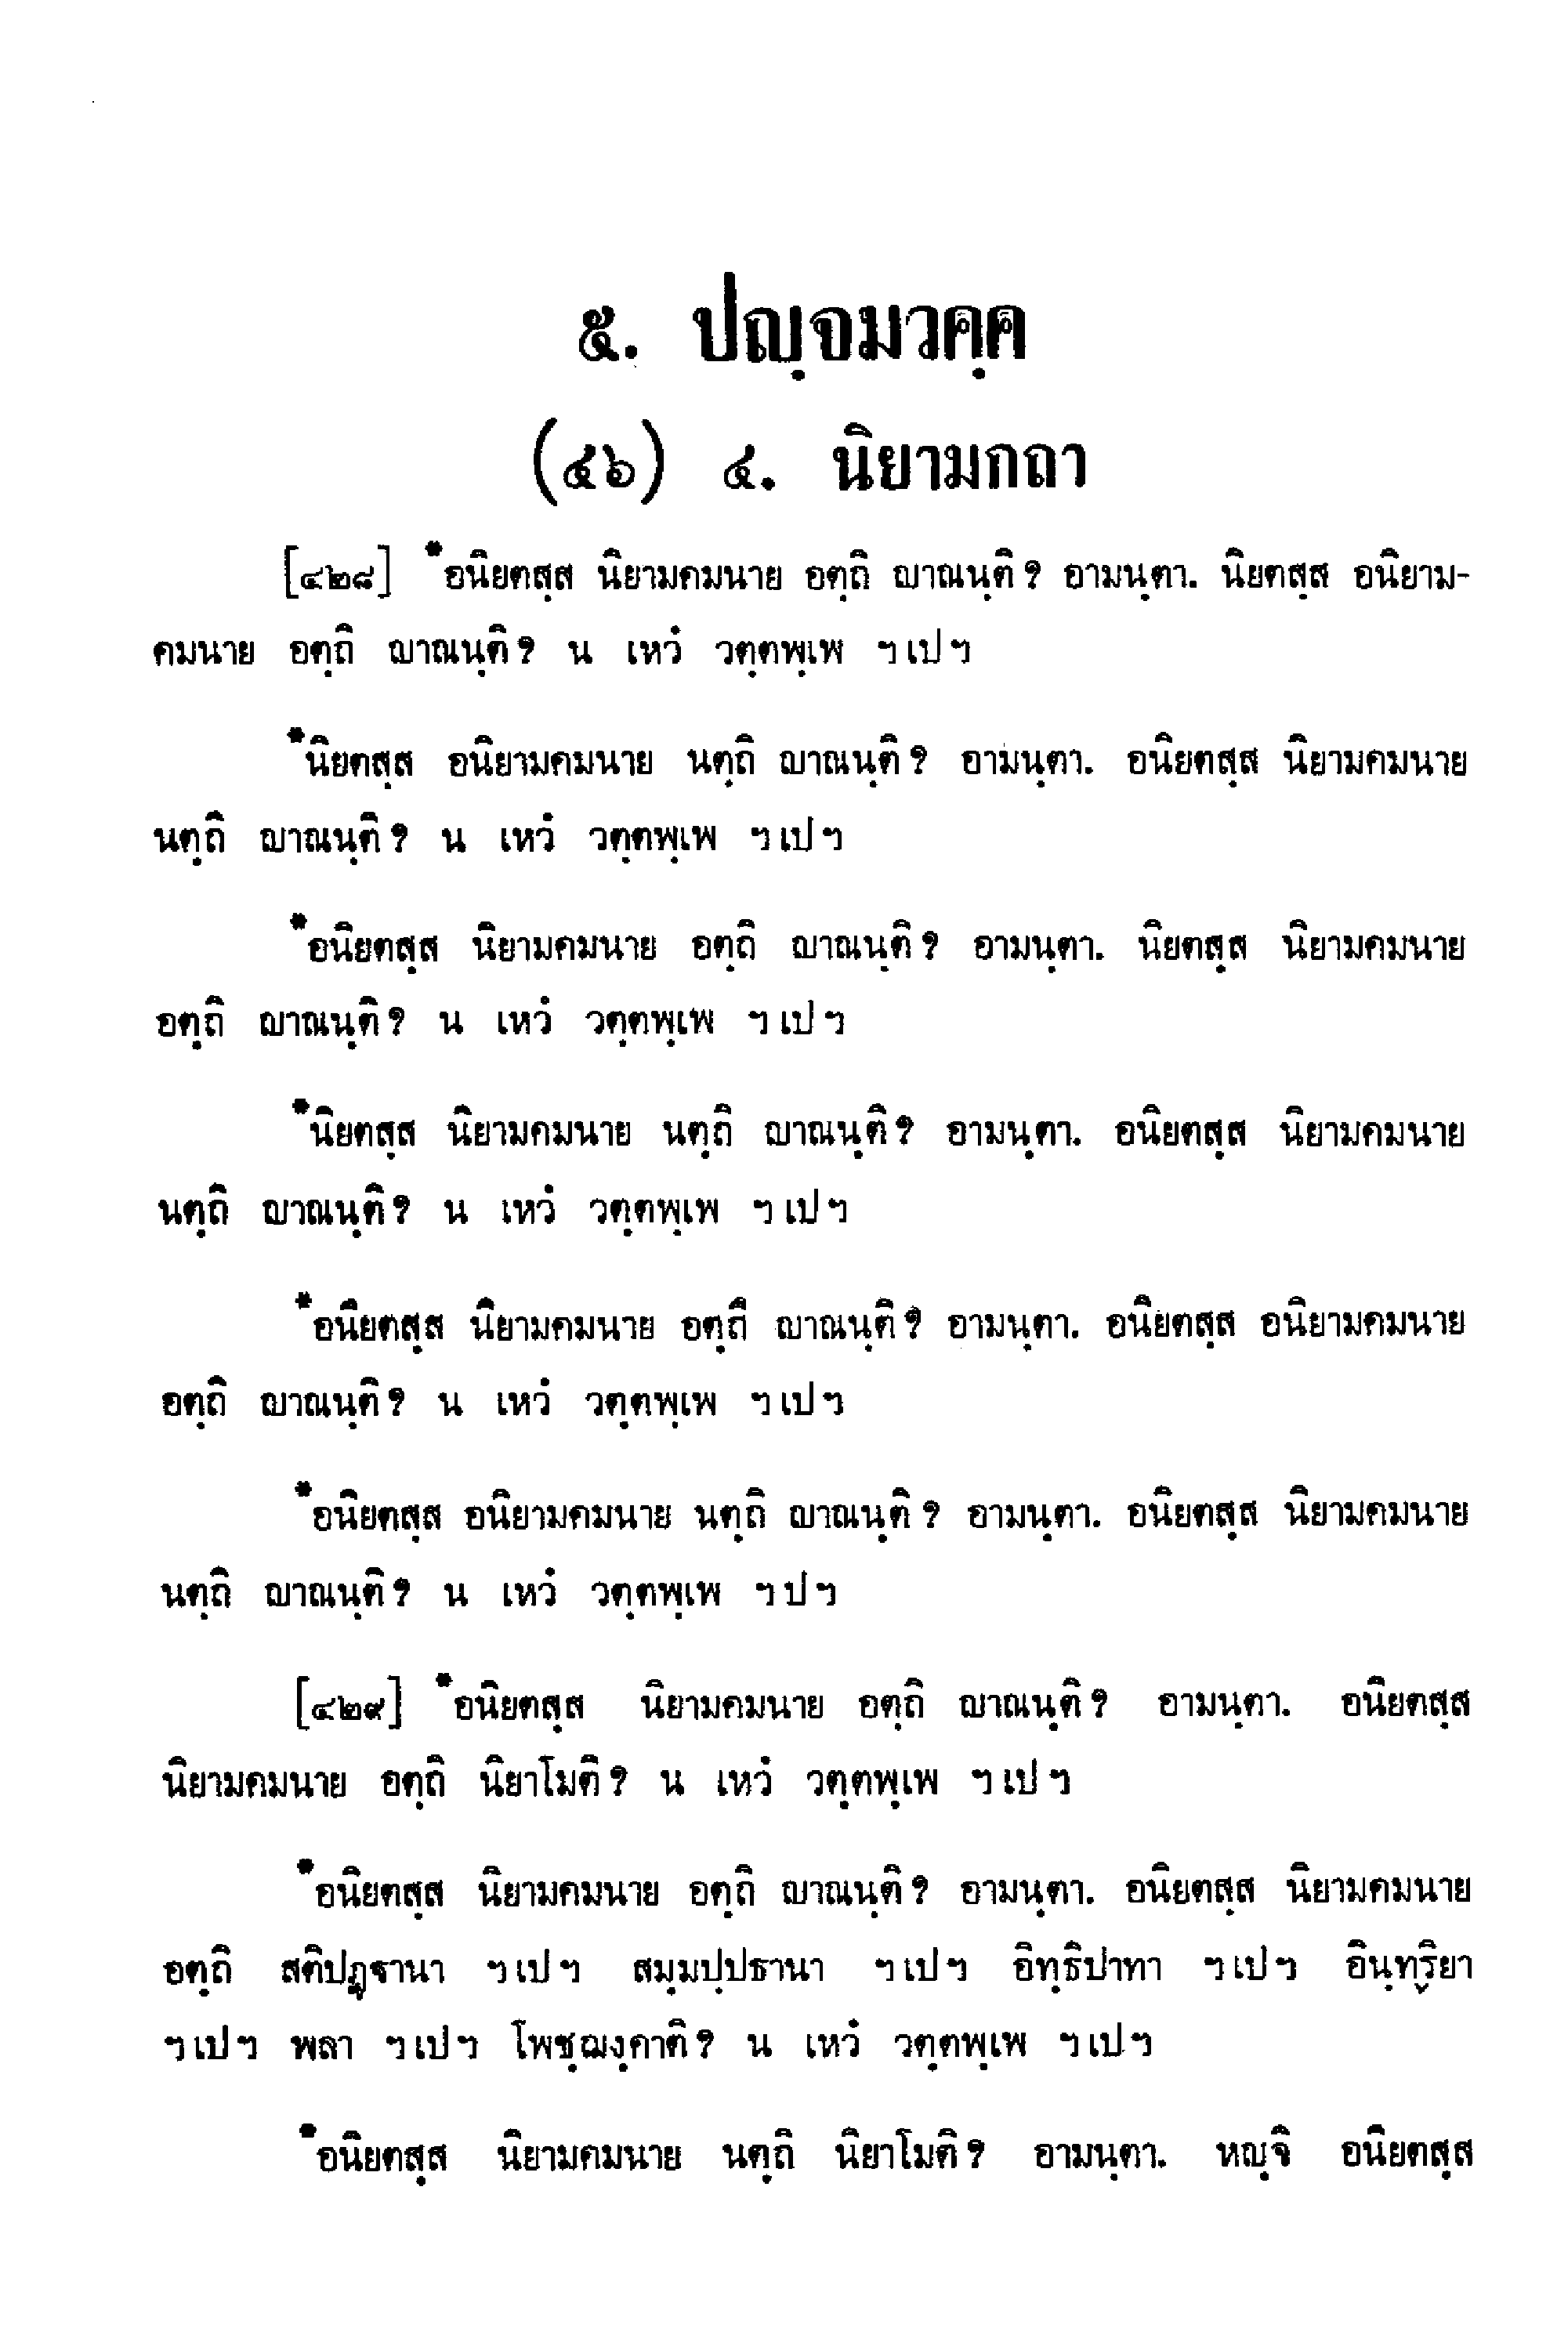 ๕. ปญฺจมวคฺค
(๔๖) ๔. นิยามกถา
[๔๒๘] *อนิยตสฺส นิยามคมนาย อตฺถิ ญาณนฺติ? อามนฺตา. นิยตสฺส อนิยาม-
คมนาย อตฺถิ ญาณนฺติ? น เหวํ วตฺตพฺเพ ฯเปฯ
*นิยตสฺส อนิยามคมนาย นตฺถิ ญาณนฺติ? อามนฺตา. อนิยตสฺส นิยามคมนาย
นตฺถิ ญาณนฺติ? น เหวํ วตฺตพฺเพ ฯเปฯ
*อนิยตสฺส นิยามคมนาย อตฺถิ ญาณนฺติ? อามนฺตา. นิยตสฺส นิยามคมนาย
อตฺถิ ญาณนฺติ? น เหวํ วตฺตพฺเพ ฯเปฯ
*นิยตสฺส นิยามคมนาย นตฺถิ ญาณนฺติ? อามนฺตา. อนิยตสฺส นิยามคมนาย
นตฺถิ ญาณนฺติ? น เหวํ วตฺตพฺเพ ฯเปฯ
*อนิยตสฺส นิยามคมนาย อตฺถิ ญาณนฺติ? อามนฺตา. อนิยตสฺส อนิยามคมนาย
อตฺถิ ญาณนฺติ? น เหวํ วตฺตพฺเพ ฯเปฯ
*อนิยตสฺส อนิยามคมนาย นตฺถิ ญาณนฺติ? อามนฺตา. อนิยตสฺส นิยามคมนาย
นตฺถิ ญาณนฺติ? น เหวํ วตฺตพฺเพ ฯปฯ
[๔๒๙] *อนิยตสฺส นิยามคมนาย อตฺถิ ญาณนฺติ? อามนฺตา. อนิยตสฺส
นิยามคมนาย อตฺถิ นิยาโมติ? น เหวํ วตฺตพฺเพ ฯเปฯ
*อนิยตสฺส นิยามคมนาย อตฺถิ ญาณนฺติ? อามนฺตา. อนิยตสฺส นิยามคมนาย
อตฺถิ สติปฏฺฐานา ฯเปฯ สมฺมปฺปธานา ฯเปฯ อิทฺธิปาทา ฯเปฯ อินฺทฺริยา
ฯเปฯ พลา ฯเปฯ โพชฺฌงฺคาติ? น เหวํ วตฺตพฺเพ ฯเปฯ
*อนิยตสฺส นิยามคมนาย นตฺถิ นิยาโมติ? อามนฺตา. หญฺจิ อนิยตสฺส